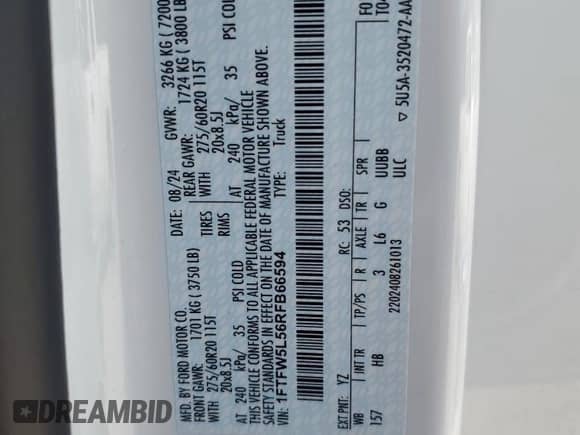 MFD. BY FORD MOTOR CO.
DATE: 08/24 GVWR: 3266 KG ( 7200
FRONT GAWR: 1701 KG ( 3750 LB) REAR GAWR: 1724 KG ( 3800 LB
WITH 275/60R20 115T TIRES WITH 275/60R20 115T
20x8.5J RIMS 20x8.5J
AT 240 kPa/ 35 PSI COLD AT 240 kPa/ 35 PSI COLD
THIS VEHICLE CONFORMS TO ALL APPLICABLE FEDERAL MOTOR VEHICLE
SAFETY STANDARDS IN EFFECT ON THE DATE OF MANUFACTURE SHOWN ABOVE.
VIN: 1FTFW5L56RFB66594 TYPE: Truck
EXT PNT: YZ RC: 53 DSO: FO
WB INT TR TP/PS R AXLE TR SPR TO
157 HB 3 L6 G UUBB
ULC
2202408261013
▽ 5U5A-3520472-AA
DREAMBID